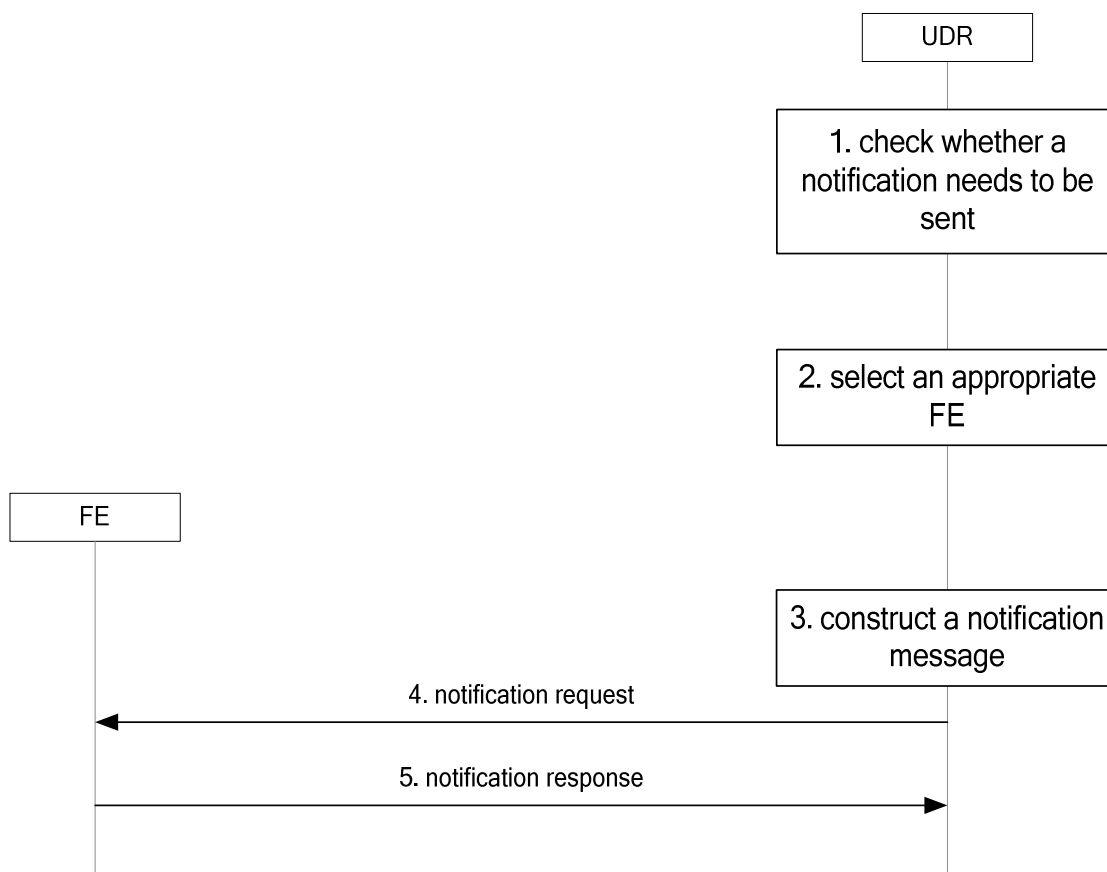 UDR
1. check whether a
notification needs to be
sent
2. select an appropriate
FE
FE
3. construct a notification
message
4. notification request
5. notification response